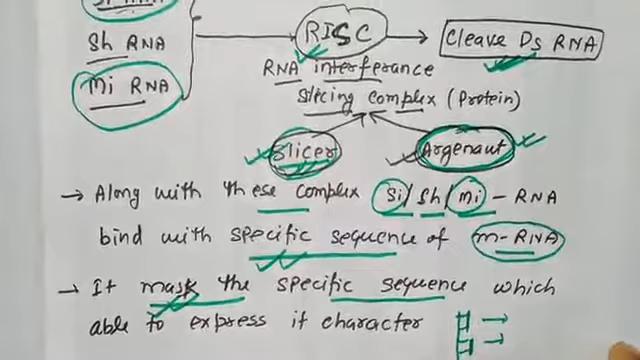 RISC
Cleave Ds RNA
Sh RNA
Mi RNA
RNA interferance
Slicing complex (Protein)
Slicer
Argenaut
→ Along with these complex Si/Sh/Mi - RNA
bind with specific sequence of m-RNA
→ It mask the specific sequence which
able to express it character